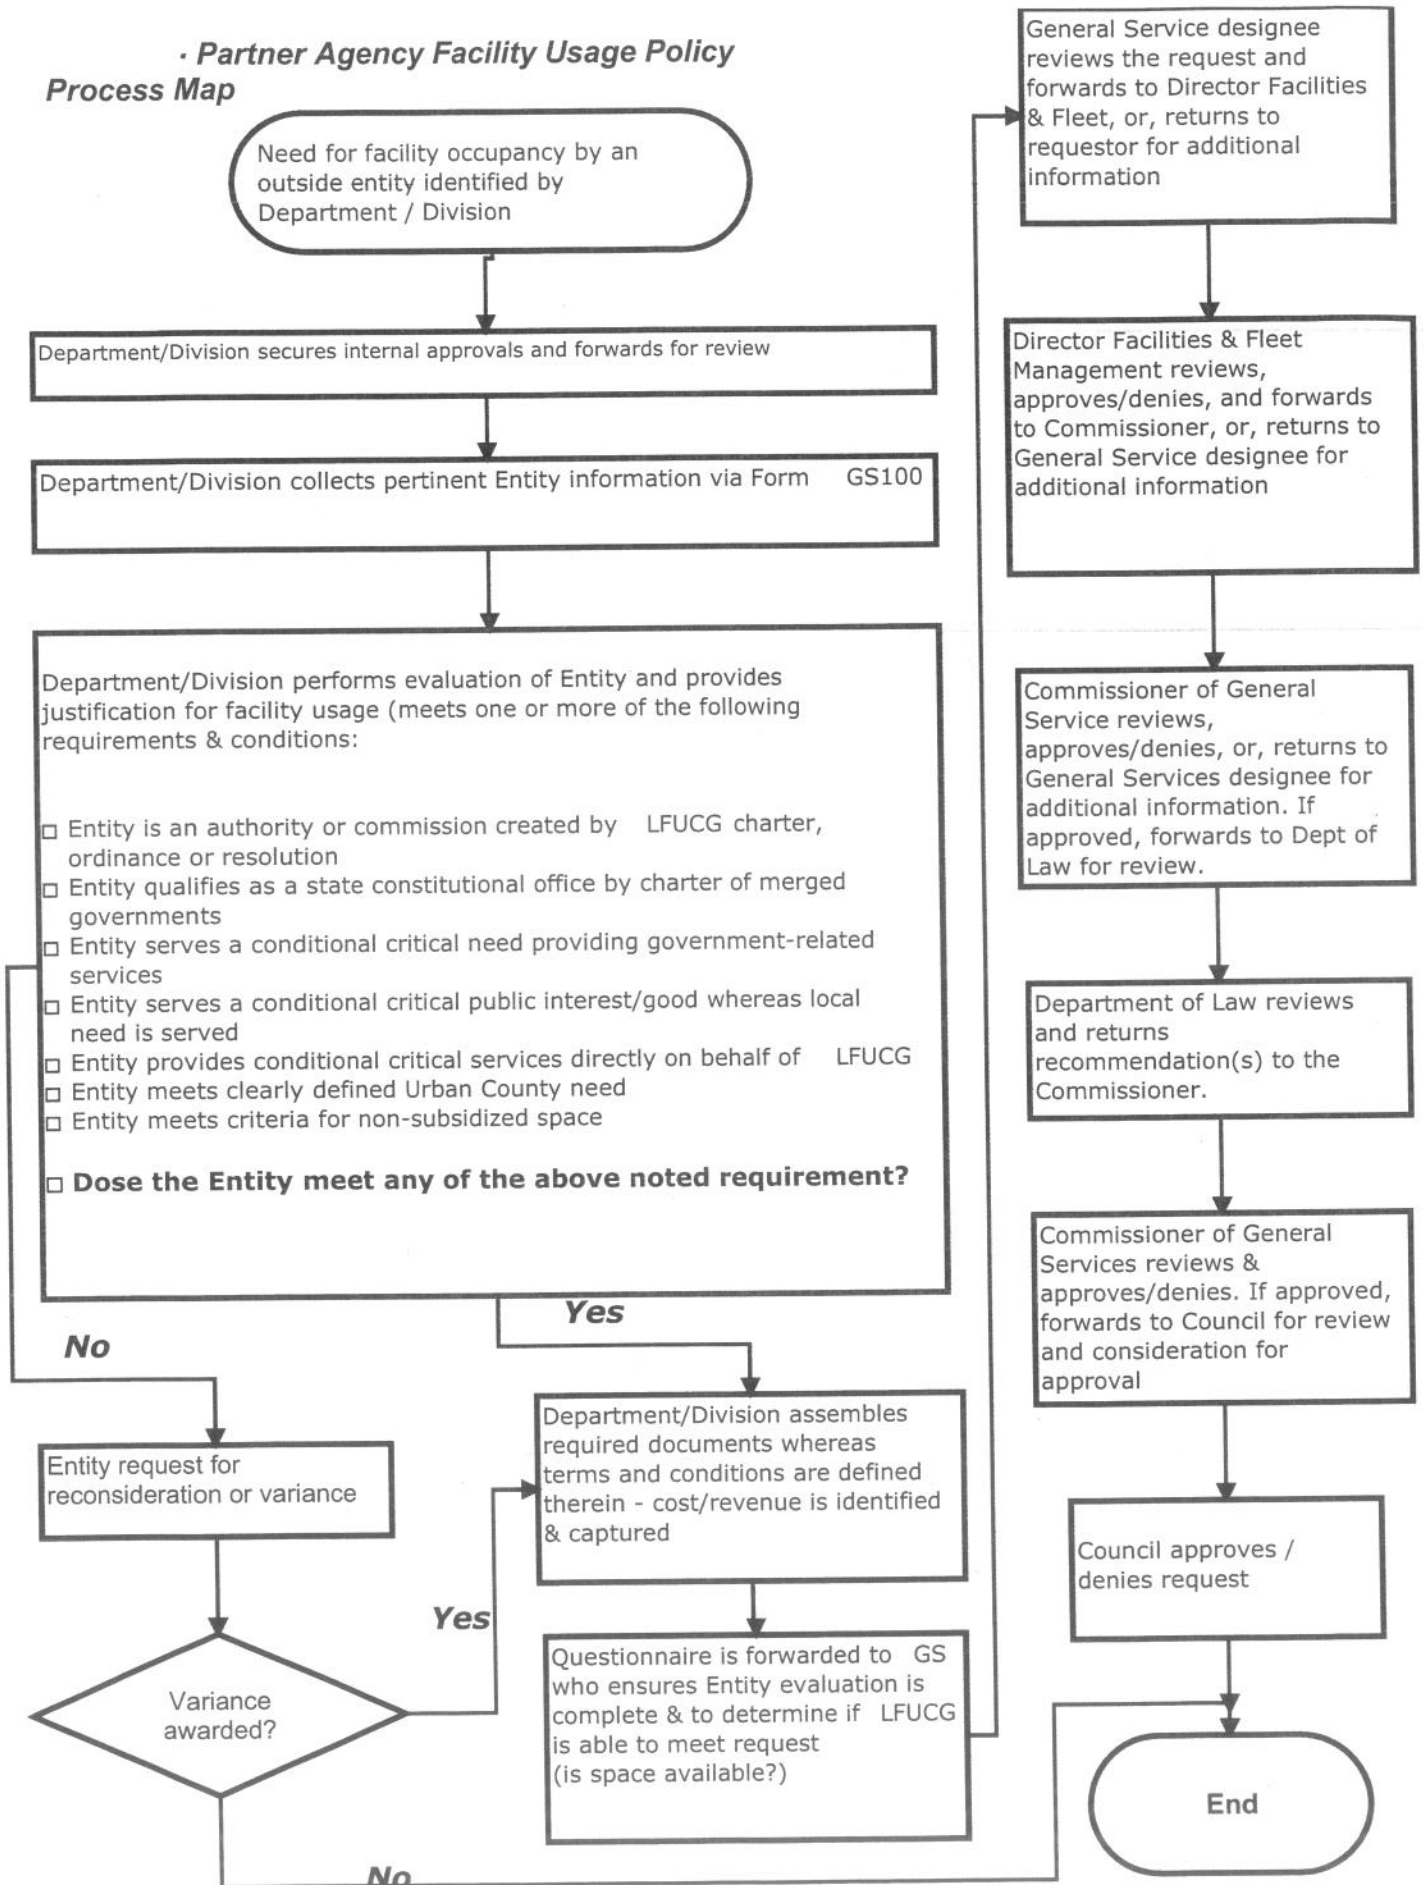 · Partner Agency Facility Usage Policy
Process Map
Need for facility occupancy by an
outside entity identified by
Department / Division
Department/Division secures internal approvals and forwards for review
Department/Division collects pertinent Entity information via Form GS100
Department/Division performs evaluation of Entity and provides
justification for facility usage (meets one or more of the following
requirements & conditions:
□ Entity is an authority or commission created by LFUCG charter,
ordinance or resolution
□ Entity qualifies as a state constitutional office by charter of merged
governments
□ Entity serves a conditional critical need providing government-related
services
□ Entity serves a conditional critical public interest/good whereas local
need is served
□ Entity provides conditional critical services directly on behalf of LFUCG
□ Entity meets clearly defined Urban County need
□ Entity meets criteria for non-subsidized space
□ Dose the Entity meet any of the above noted requirement?
Yes
No
Entity request for
reconsideration or variance
Variance
awarded?
Yes
No
Department/Division assembles
required documents whereas
terms and conditions are defined
therein - cost/revenue is identified
& captured
Questionnaire is forwarded to GS
who ensures Entity evaluation is
complete & to determine if LFUCG
is able to meet request
(is space available?)
General Service designee
reviews the request and
forwards to Director Facilities
& Fleet, or, returns to
requestor for additional
information
Director Facilities & Fleet
Management reviews,
approves/denies, and forwards
to Commissioner, or, returns to
General Service designee for
additional information
Commissioner of General
Service reviews,
approves/denies, or, returns to
General Services designee for
additional information. If
approved, forwards to Dept of
Law for review.
Department of Law reviews
and returns
recommendation(s) to the
Commissioner.
Commissioner of General
Services reviews &
approves/denies. If approved,
forwards to Council for review
and consideration for
approval
Council approves /
denies request
End